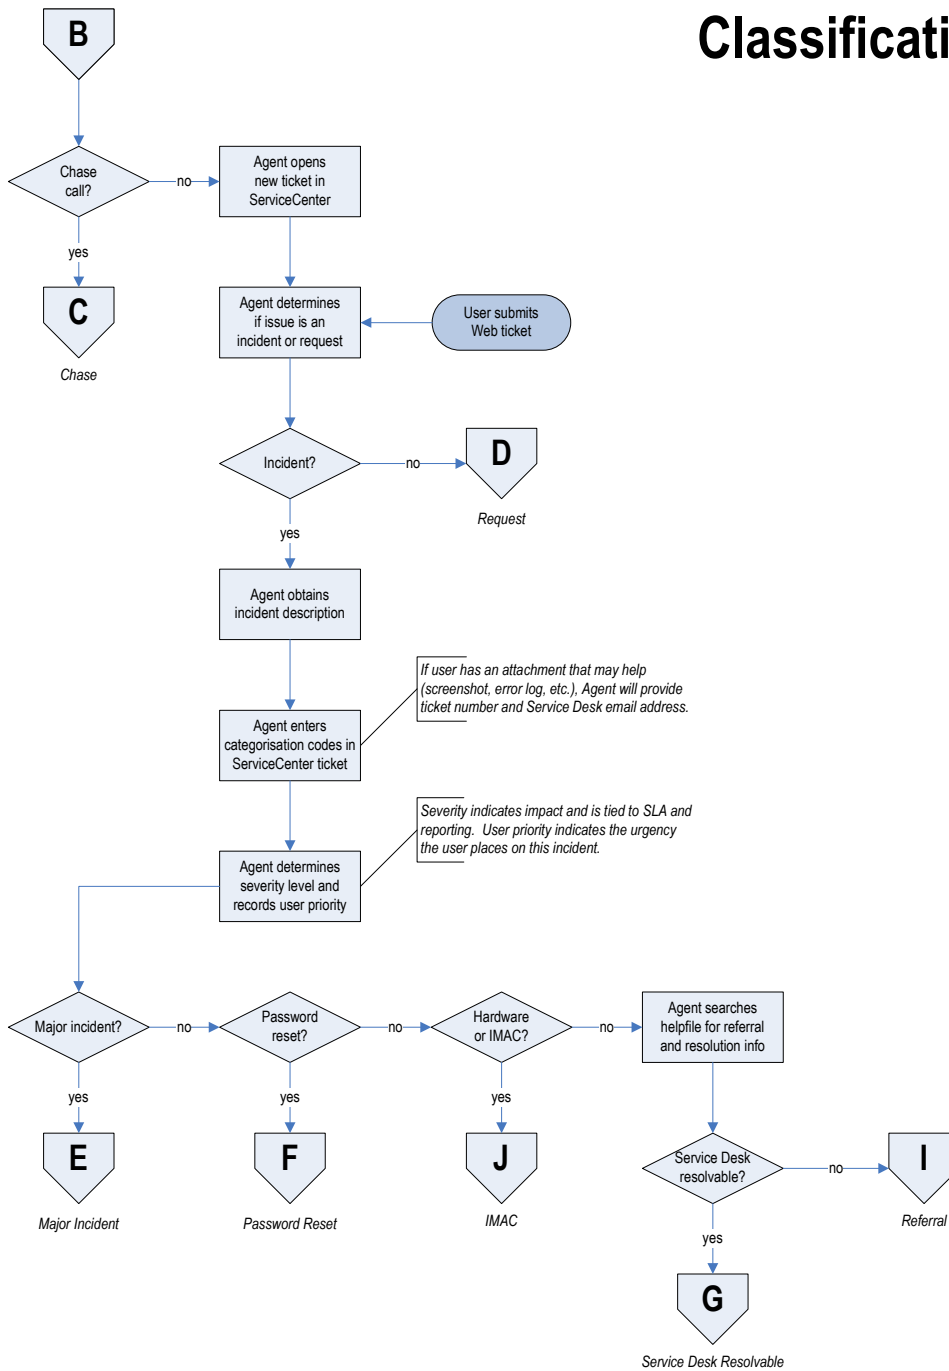 Classificati
B
Chase
call?
no
Agent opens
new ticket in
ServiceCenter
yes
C
Chase
Agent determines
if issue is an
incident or request
User submits
Web ticket
Incident?
no
D
Request
yes
Agent obtains
incident description
If user has an attachment that may help
(screenshot, error log, etc.), Agent will provide
ticket number and Service Desk email address.
Agent enters
categorisation codes in
ServiceCenter ticket
Severity indicates impact and is tied to SLA and
reporting. User priority indicates the urgency
the user places on this incident.
Agent determines
severity level and
records user priority
Major incident?
no
Password
reset?
no
Hardware
or IMAC?
no
Agent searches
helpfile for referral
and resolution info
yes
yes
yes
E
Major Incident
F
Password Reset
J
IMAC
Service Desk
resolvable?
no
I
Referral
yes
G
Service Desk Resolvable